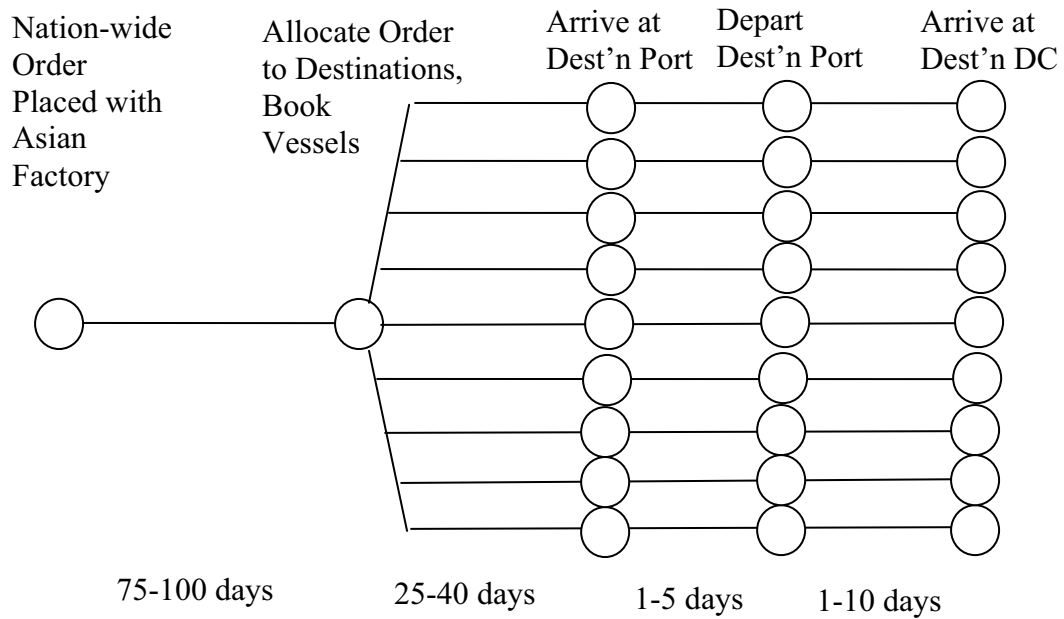 Nation-wide
Order
Placed with
Asian
Factory
Allocate Order
to Destinations,
Book
Vessels
Arrive at
Dest’n Port
Depart
Dest’n Port
Arrive at
Dest’n DC
75-100 days
25-40 days
1-5 days
1-10 days